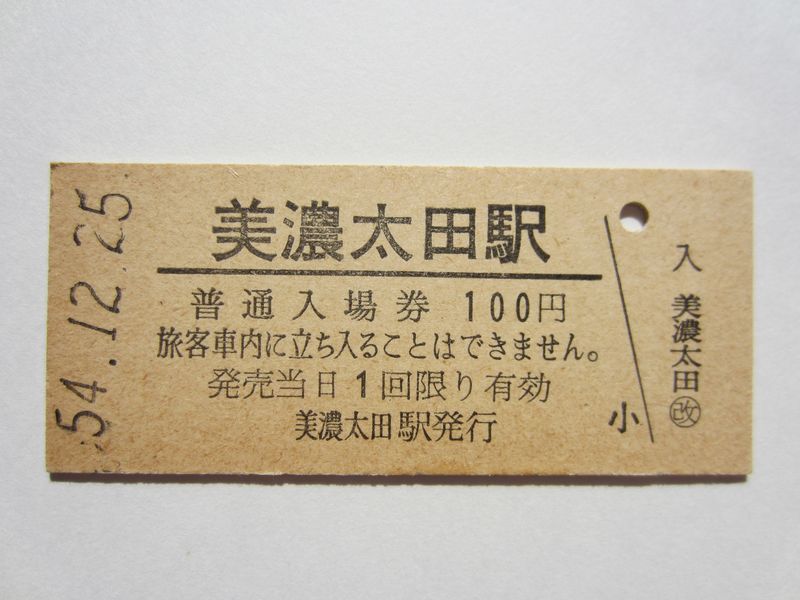 54.12.25
美濃太田駅
普通入場券 100円
旅客車内に立ち入ることはできません。
発売当日1回限り有効
美濃太田駅発行
小
入
美濃太田
㊢改